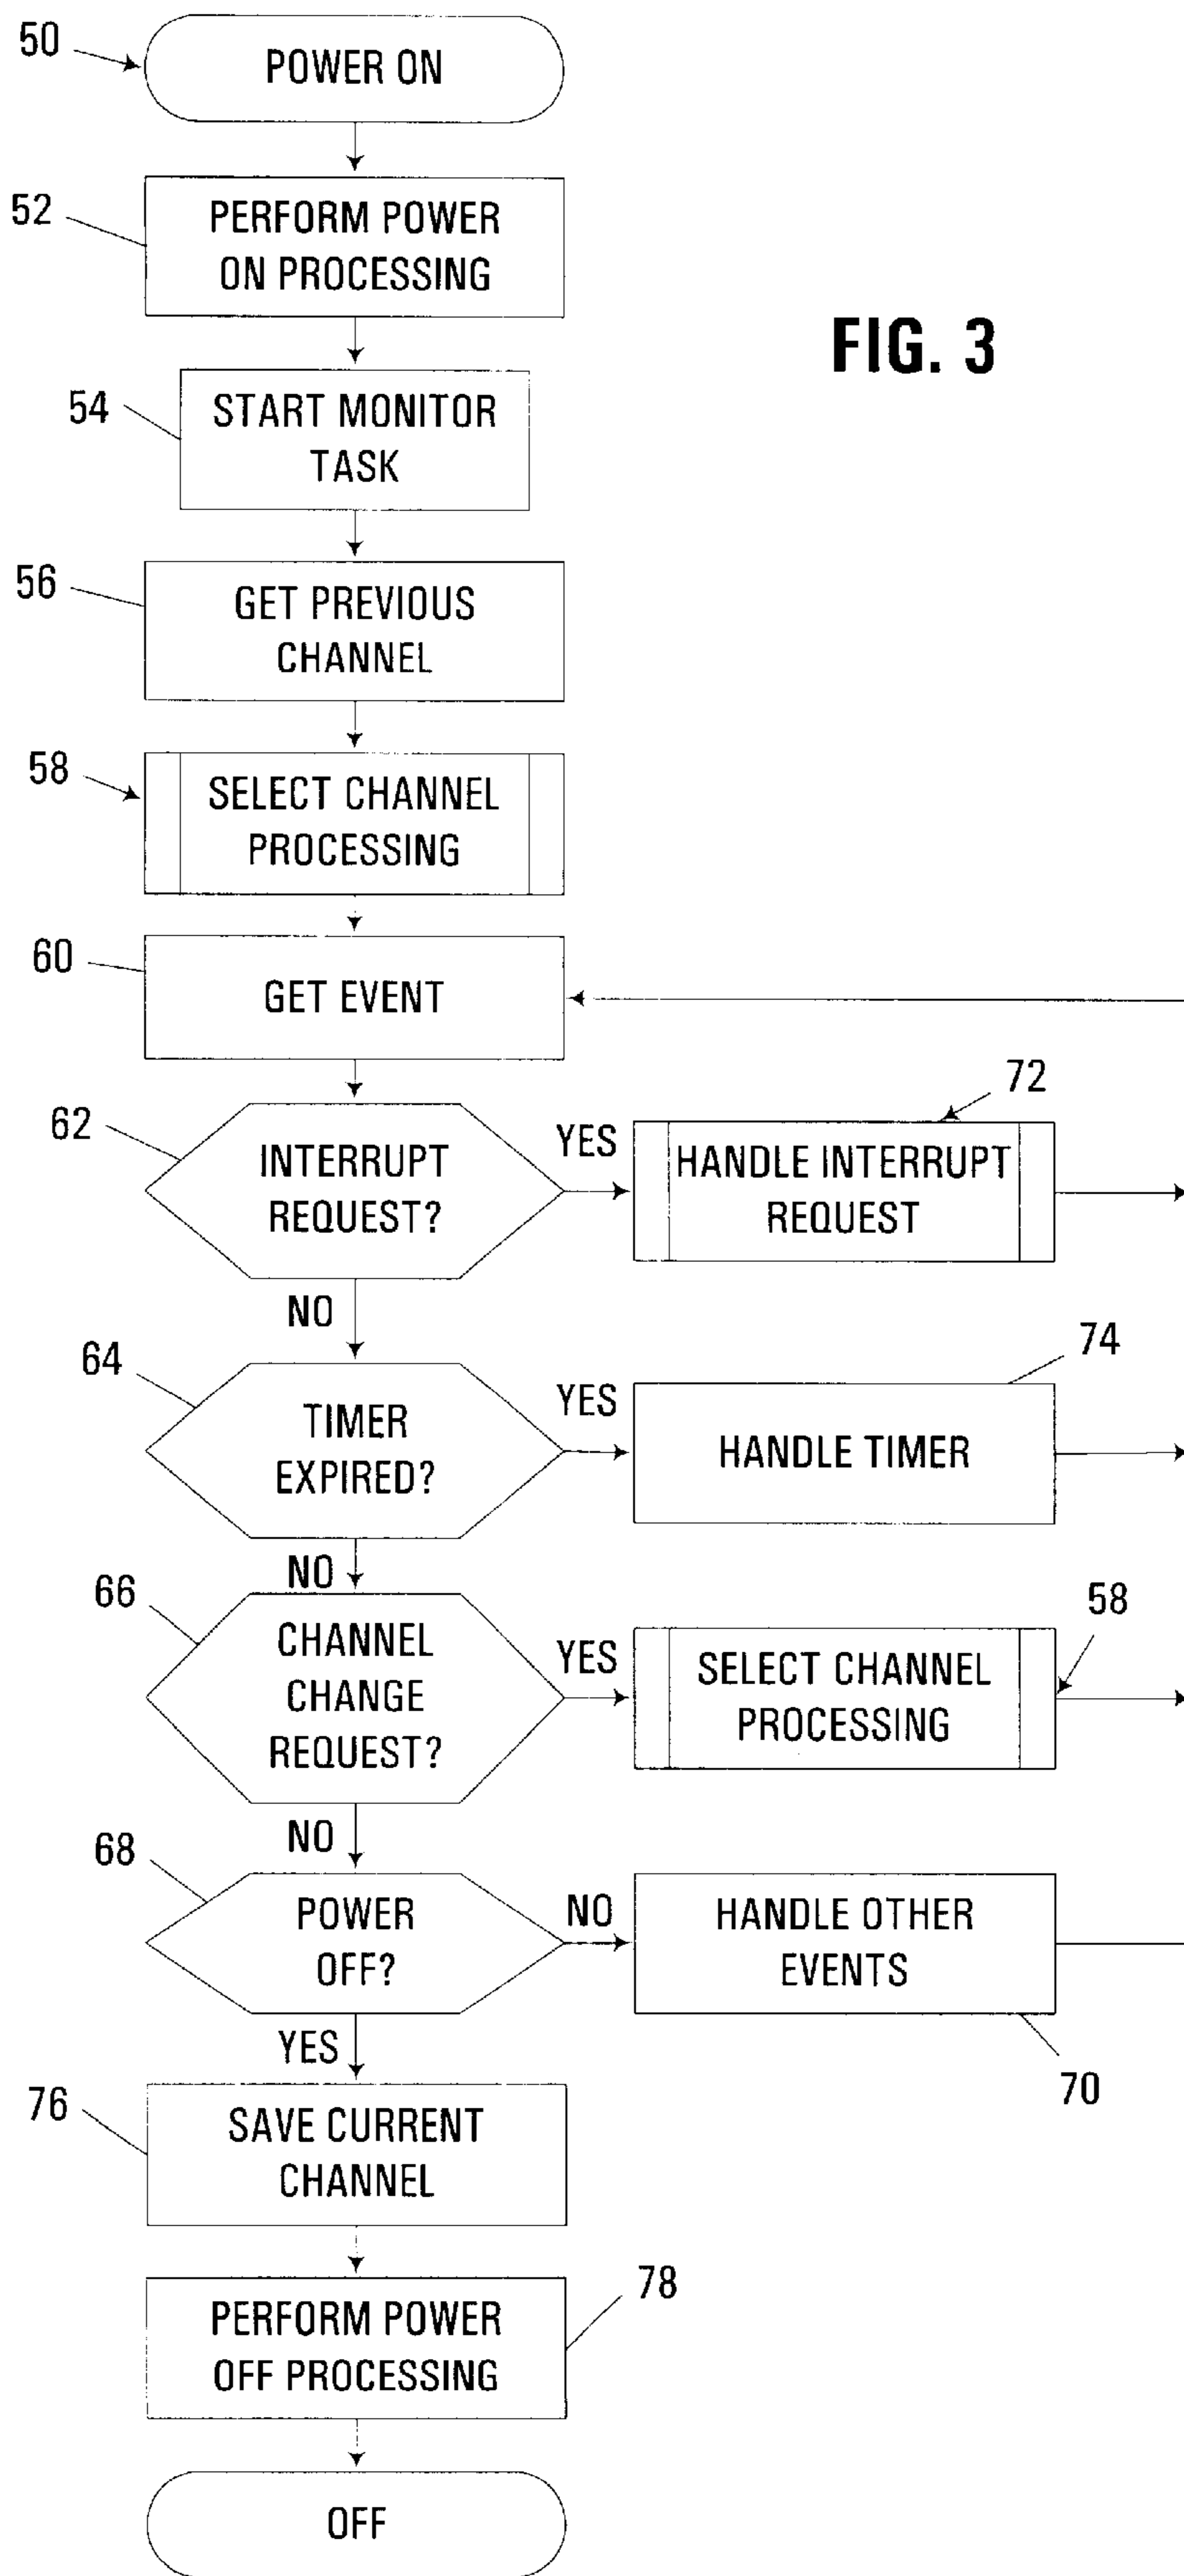 50
POWER ON
52
PERFORM POWER
ON PROCESSING
FIG. 3
54
START MONITOR
TASK
56
GET PREVIOUS
CHANNEL
58
SELECT CHANNEL
PROCESSING
60
GET EVENT
62
INTERRUPT
REQUEST?
YES
72
HANDLE INTERRUPT
REQUEST
NO
64
TIMER
EXPIRED?
YES
74
HANDLE TIMER
NO
66
CHANNEL
CHANGE
REQUEST?
YES
58
SELECT CHANNEL
PROCESSING
NO
68
POWER
OFF?
NO
HANDLE OTHER
EVENTS
70
YES
76
SAVE CURRENT
CHANNEL
78
PERFORM POWER
OFF PROCESSING
OFF